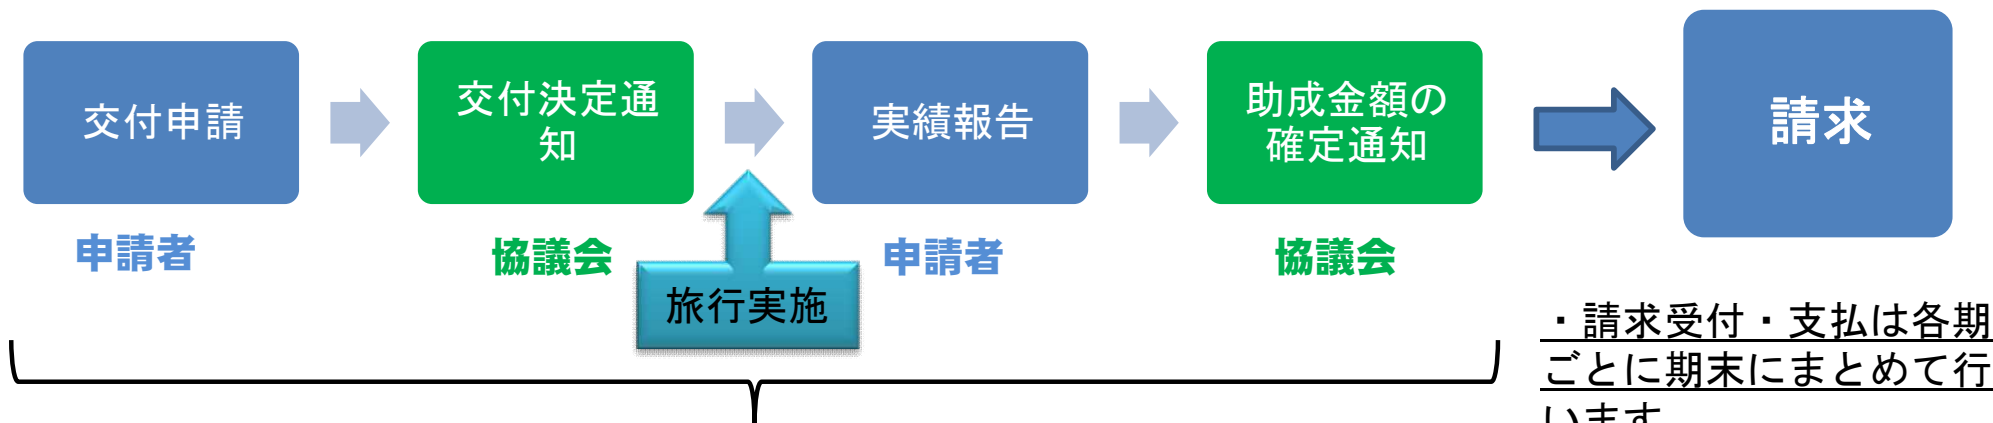 交付申請
交付決定通
知
実績報告
助成金額の
確定通知
請求
申請者
協議会
申請者
協議会
旅行実施
・請求受付・支払は各期
ごとに期末にまとめて行
います